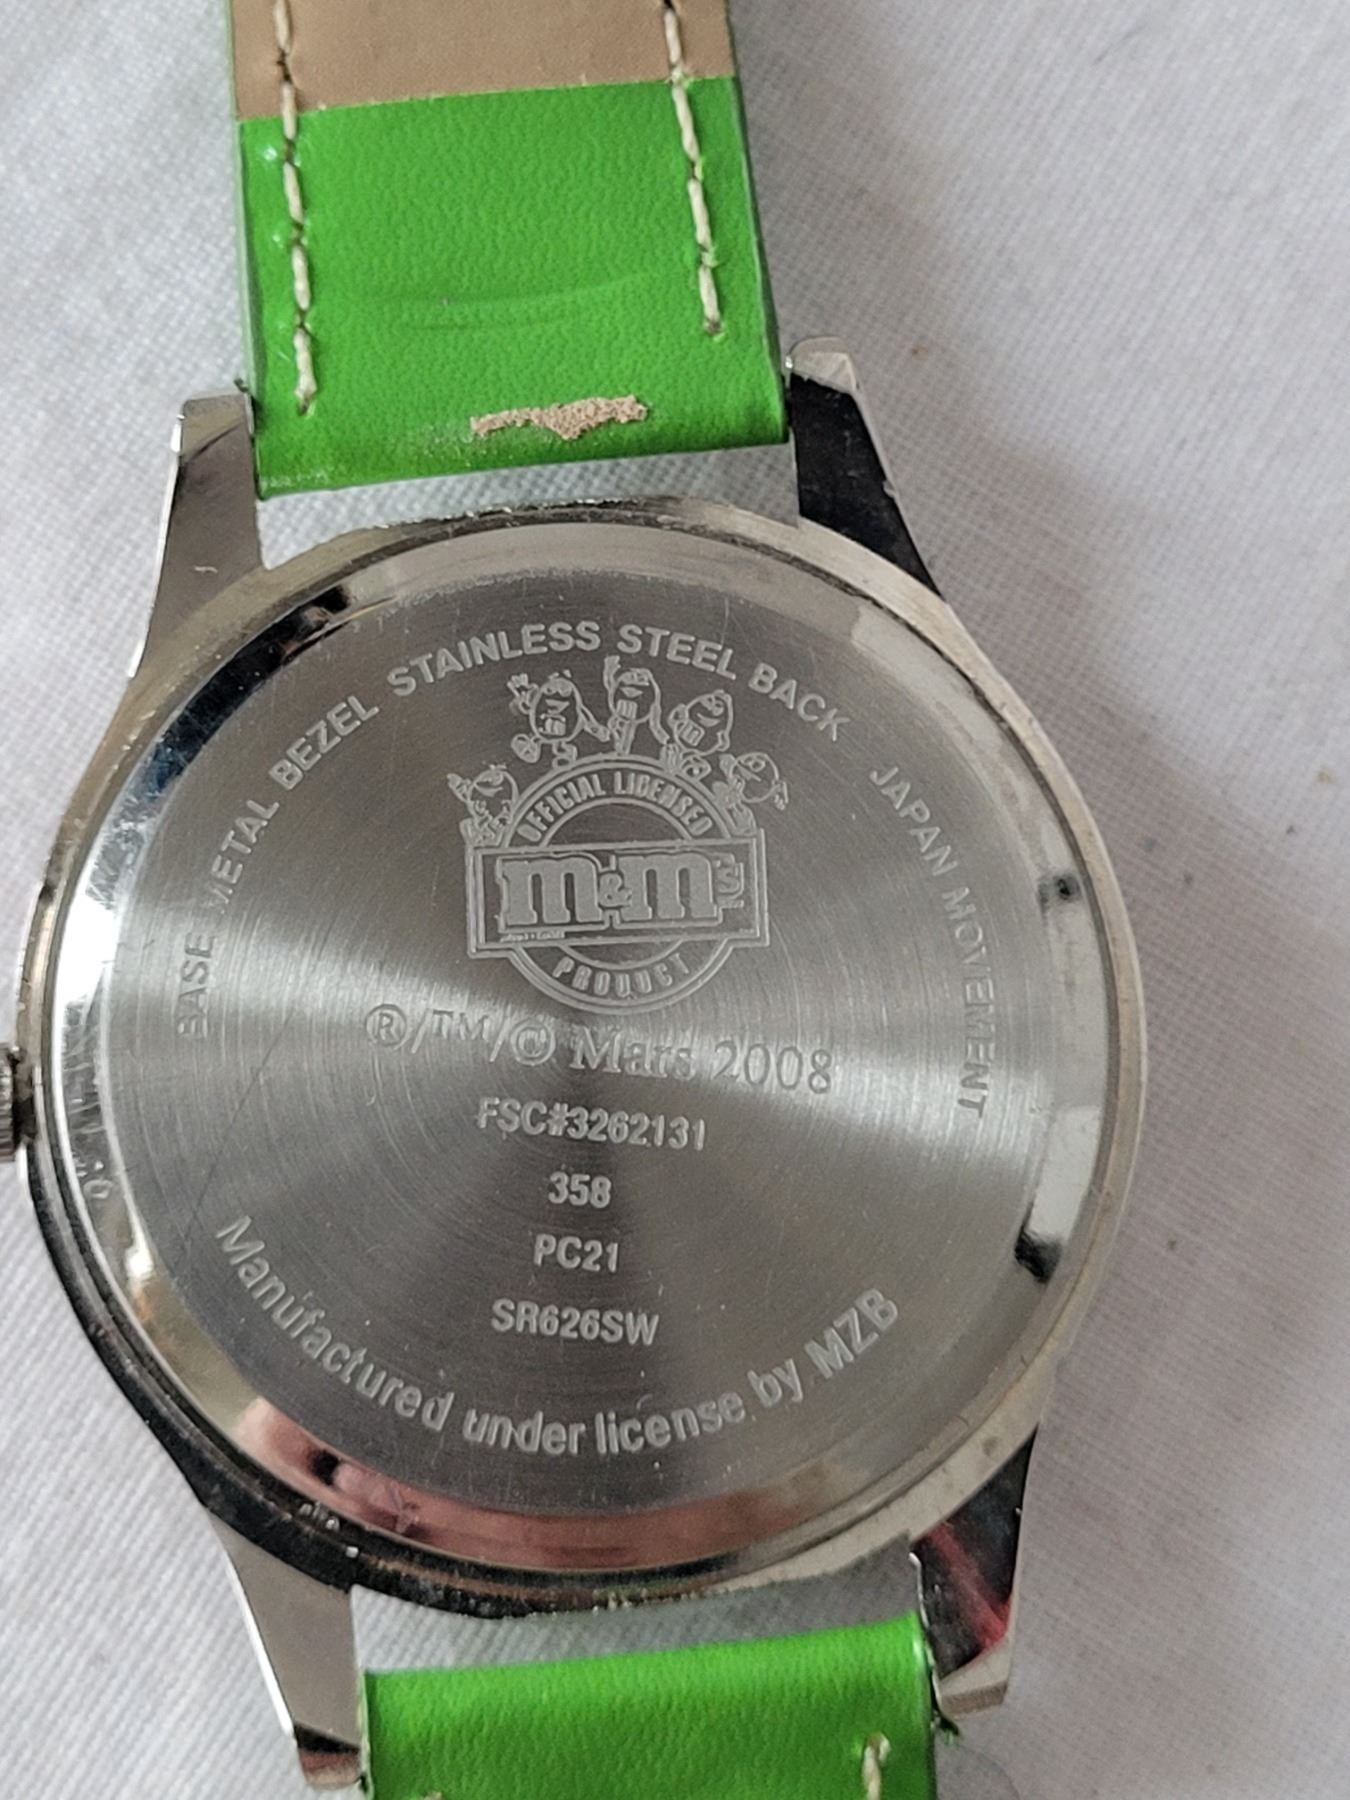 BASE METAL BEZEL STAINLESS STEEL BACK JAPAN MOVEMENT
OFFICIAL LICENSED
m&m's
PRODUCT
®/™/© Mars 2008
FSC#3262131
358
PC21
SR626SW
Manufactured under license by MZB